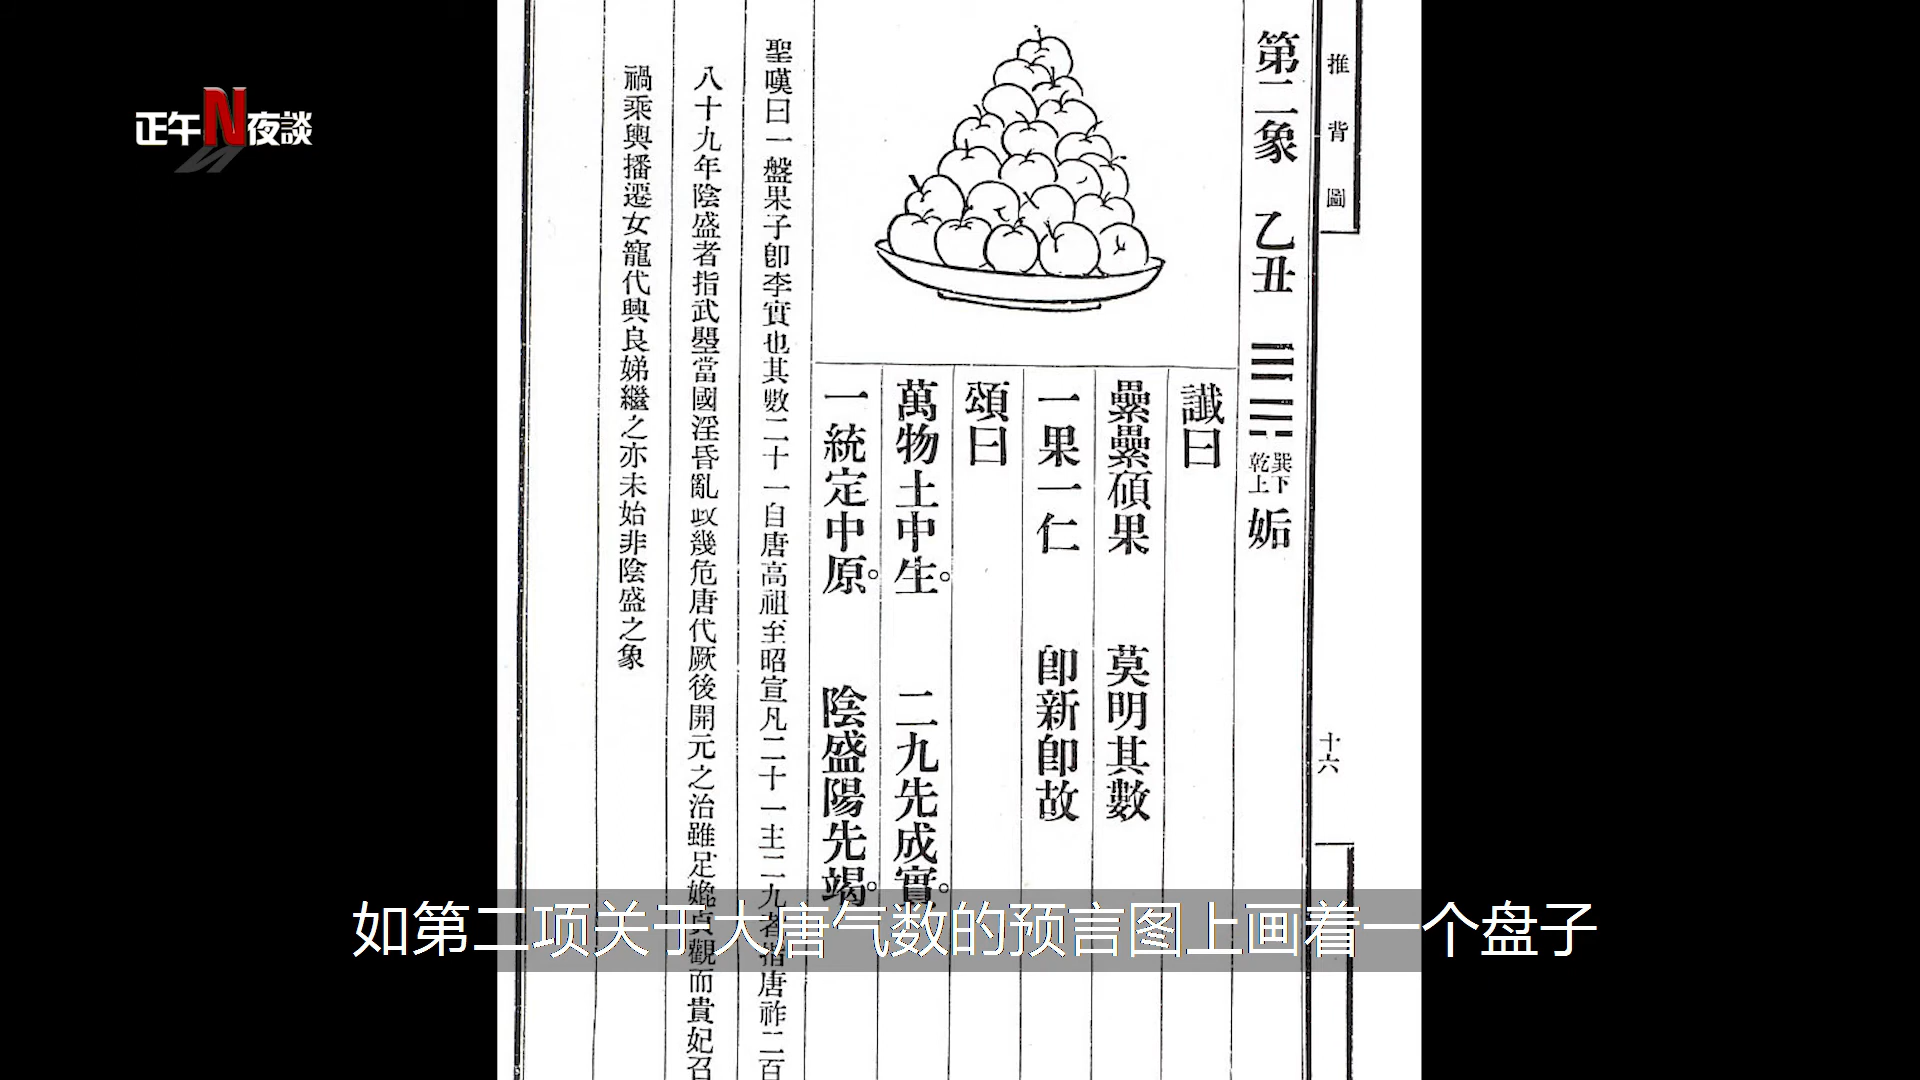 正午N夜談
推背圖
十六
第二象 乙丑 巽下乾上 姤
讖曰
纍纍碩果 莫明其數
一果一仁 即新即故
頌曰
萬物土中生。 二九先成實。
一統定中原。 陰盛陽先竭。
聖嘆曰一盤果子即李實也其數二十一自唐高祖至昭宣凡二十一主二九者指唐祚二百
八十九年陰盛者指武曌當國淫昏亂政幾危唐代厥後開元之治雖足媲貞觀而貴妃召
禍乘輿播遷女寵代興良娣繼之亦未始非陰盛之象
如第二项关于大唐气数的预言图上画着一个盘子